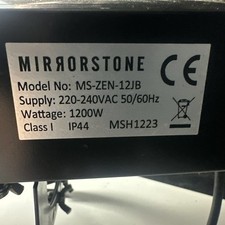 MIRRORSTONE
Model No: MS-ZEN-12JB
Supply: 220-240VAC 50/60Hz
Wattage: 1200W
Class I IP44 MSH1223
CE